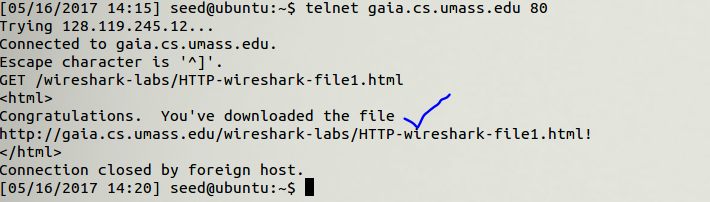 [05/16/2017 14:15] seed@ubuntu:~$ telnet gaia.cs.umass.edu 80
Trying 128.119.245.12...
Connected to gaia.cs.umass.edu.
Escape character is '^]'.
GET /wireshark-labs/HTTP-wireshark-file1.html
<html>
Congratulations.  You've downloaded the file
http://gaia.cs.umass.edu/wireshark-labs/HTTP-wireshark-file1.html!
</html>
Connection closed by foreign host.
[05/16/2017 14:20] seed@ubuntu:~$